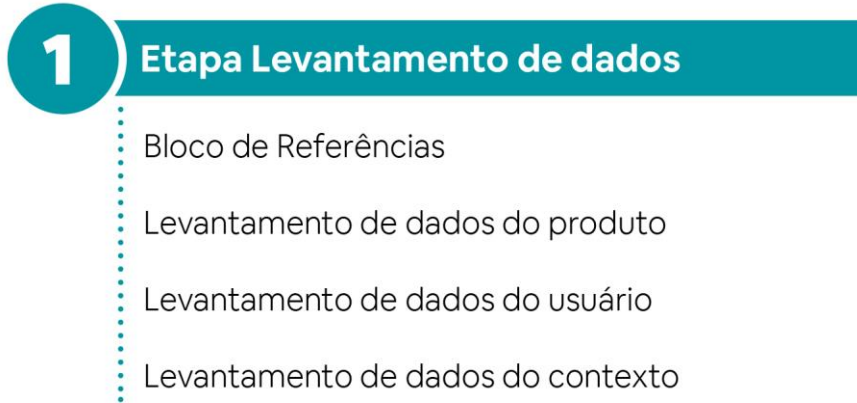 1
Etapa Levantamento de dados
Bloco de Referências
Levantamento de dados do produto
Levantamento de dados do usuário
Levantamento de dados do contexto